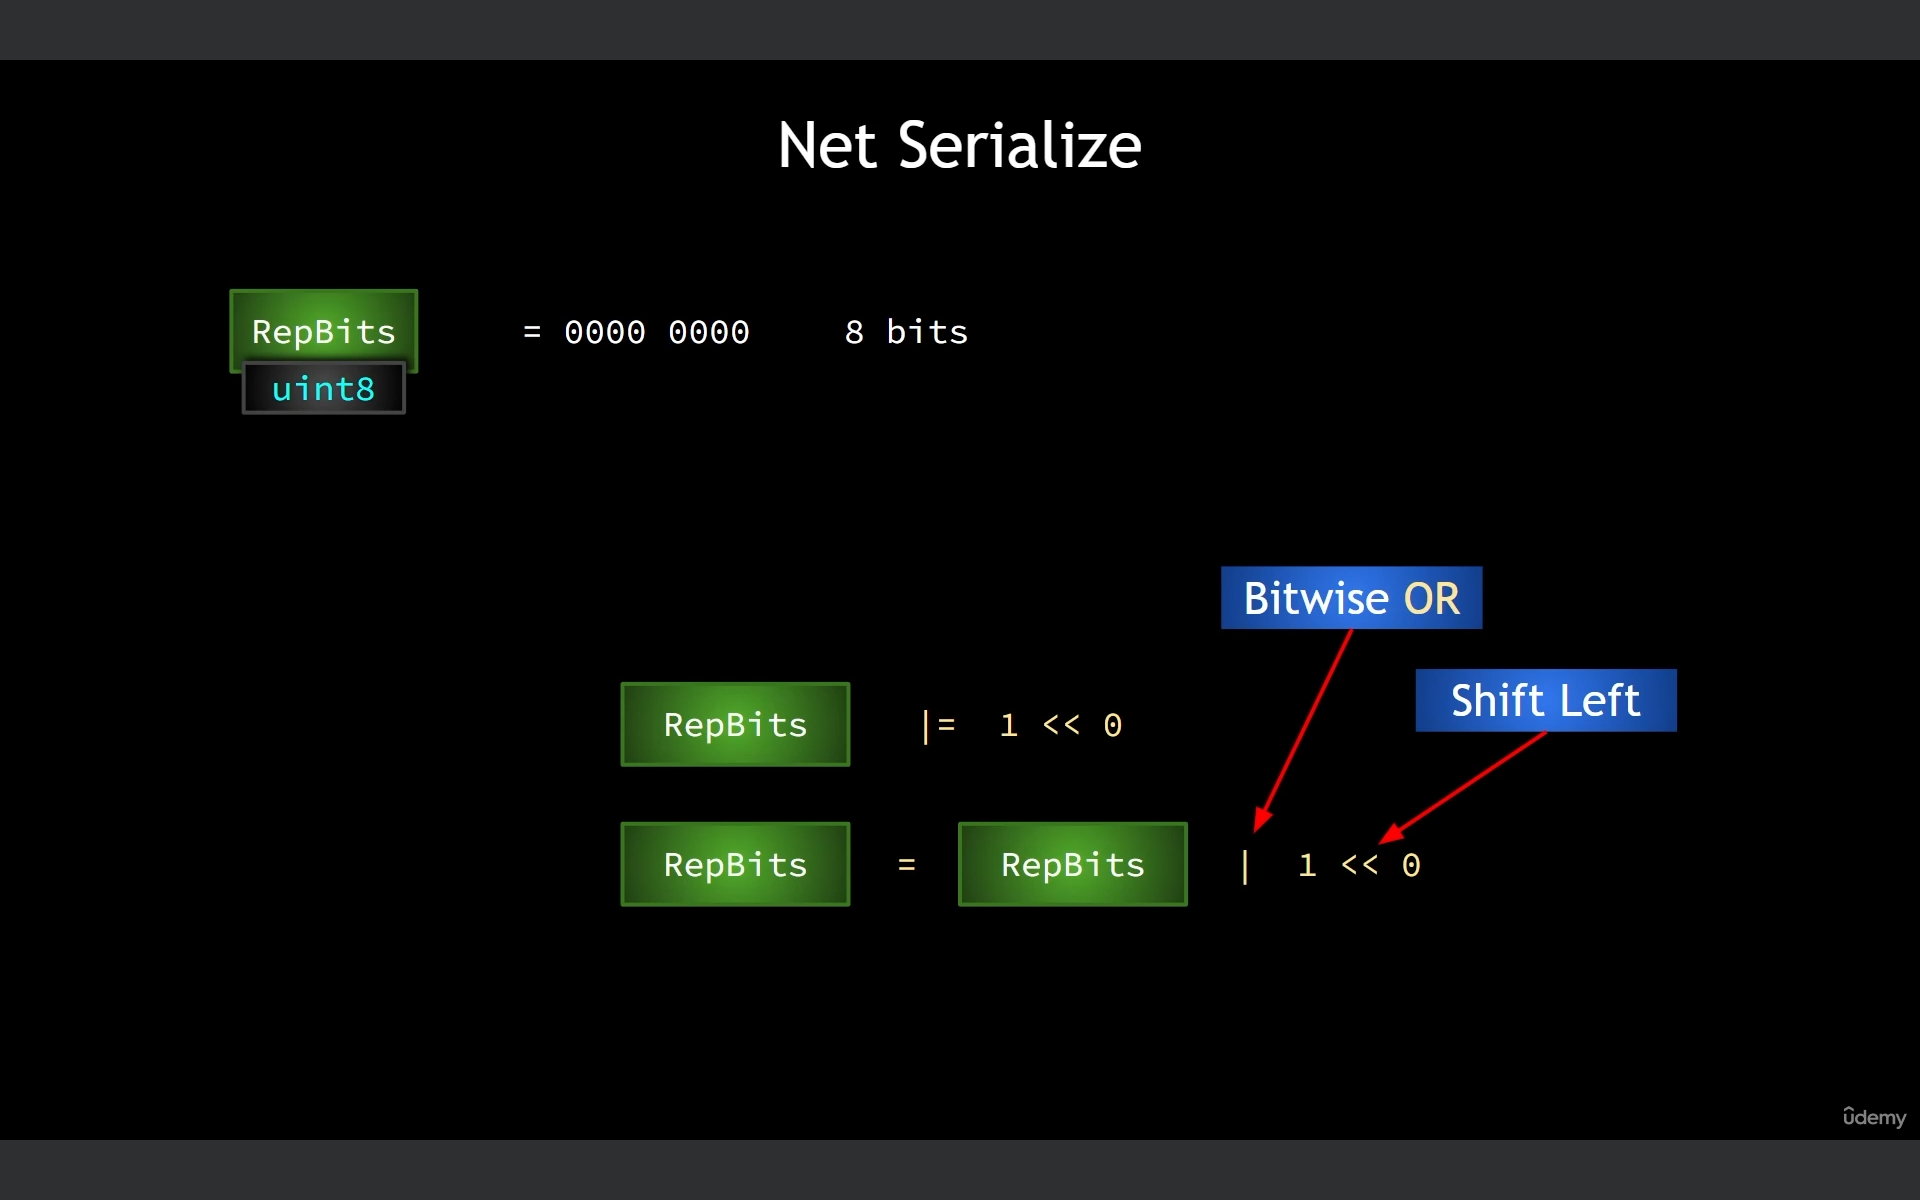 Net Serialize
RepBits = 0000 0000 8 bits
uint8
Bitwise OR
Shift Left
RepBits |= 1 << 0
RepBits = RepBits | 1 << 0
ûdemy